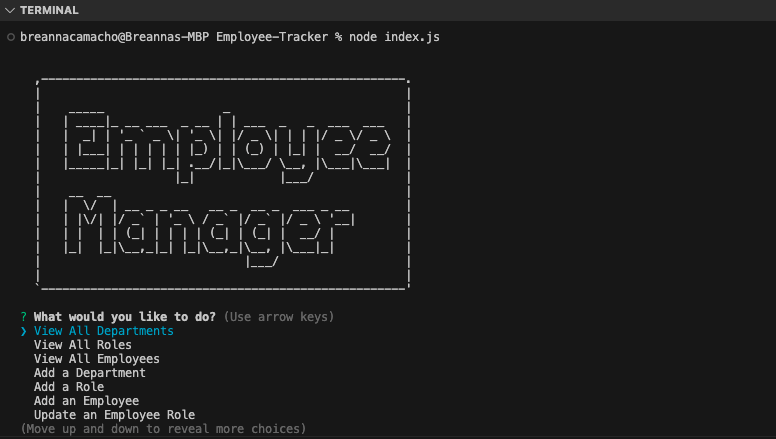 TERMINAL
breannacamacho@Breannas-MBP Employee-Tracker % node index.js
Employee
Manager
? What would you like to do? (Use arrow keys)
❯ View All Departments
View All Roles
View All Employees
Add a Department
Add a Role
Add an Employee
Update an Employee Role
(Move up and down to reveal more choices)